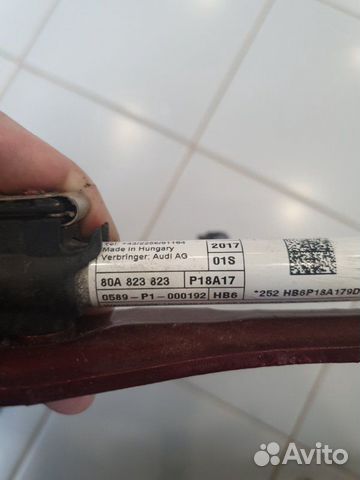 Made in Hungary
Verbringer: Audi AG
2017
01S
80A 823 823 P18A17
0589-P1-000192 HB6
*252 HB6P18A179D
Avito